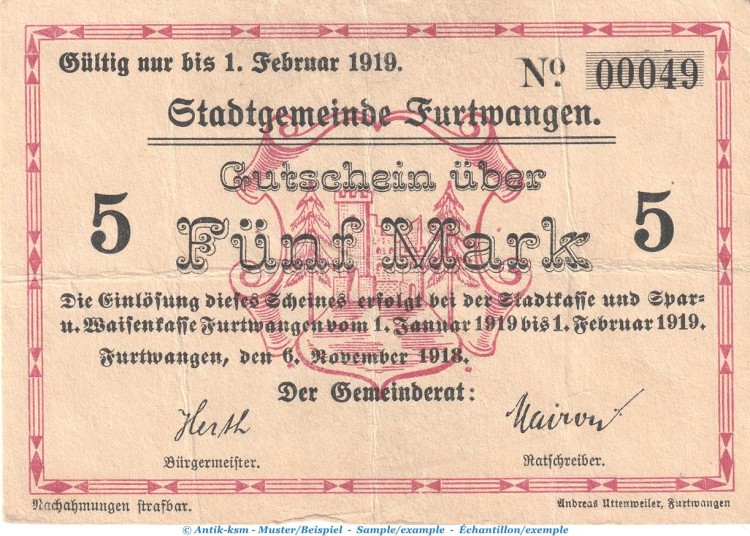 Gültig nur bis 1. Februar 1919.
No. 00049
Stadtgemeinde Furtwangen.
Gutschein über
5 Fünf Mark 5
Die Einlösung dieses Scheines erfolgt bei der Stadtkasse und Spar-
u. Waisenkasse Furtwangen vom 1. Januar 1919 bis 1. Februar 1919.
Furtwangen, den 6. November 1918.
Der Gemeinderat:
Herth
Bürgermeister. Ratschreiber.
Nachahmungen strafbar. Andreas Uttenweiler, Furtwangen
© Antik-ksm - Muster/Beispiel - Sample/example - Échantillon/exemple